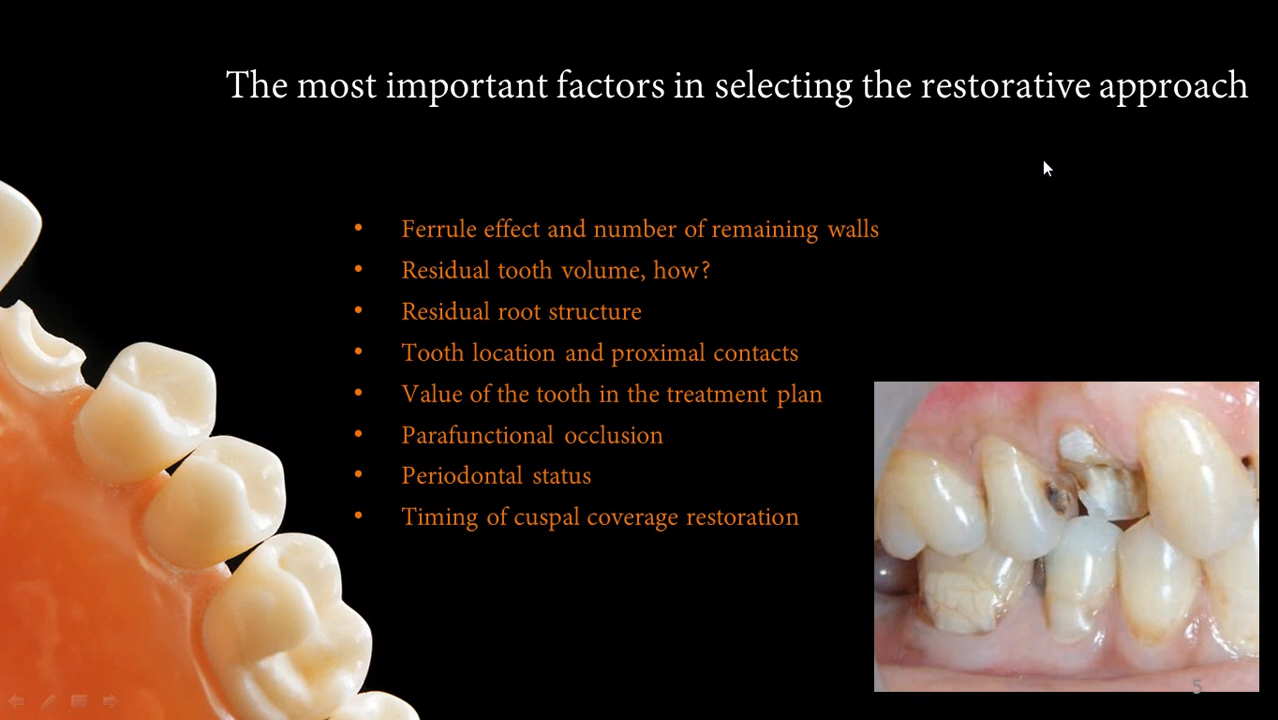 The most important factors in selecting the restorative approach
• Ferrule effect and number of remaining walls
• Residual tooth volume, how?
• Residual root structure
• Tooth location and proximal contacts
• Value of the tooth in the treatment plan
• Parafunctional occlusion
• Periodontal status
• Timing of cuspal coverage restoration
5